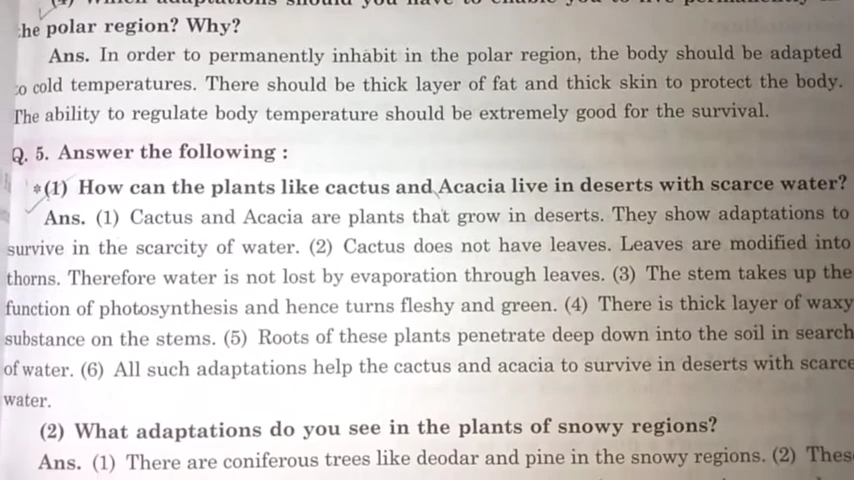 the polar region? Why?
Ans. In order to permanently inhabit in the polar region, the body should be adapted
to cold temperatures. There should be thick layer of fat and thick skin to protect the body.
The ability to regulate body temperature should be extremely good for the survival.
Q. 5. Answer the following :
*(1) How can the plants like cactus and Acacia live in deserts with scarce water?
Ans. (1) Cactus and Acacia are plants that grow in deserts. They show adaptations to
survive in the scarcity of water. (2) Cactus does not have leaves. Leaves are modified into
thorns. Therefore water is not lost by evaporation through leaves. (3) The stem takes up the
function of photosynthesis and hence turns fleshy and green. (4) There is thick layer of waxy
substance on the stems. (5) Roots of these plants penetrate deep down into the soil in search
of water. (6) All such adaptations help the cactus and acacia to survive in deserts with scarce
water.
(2) What adaptations do you see in the plants of snowy regions?
Ans. (1) There are coniferous trees like deodar and pine in the snowy regions. (2)